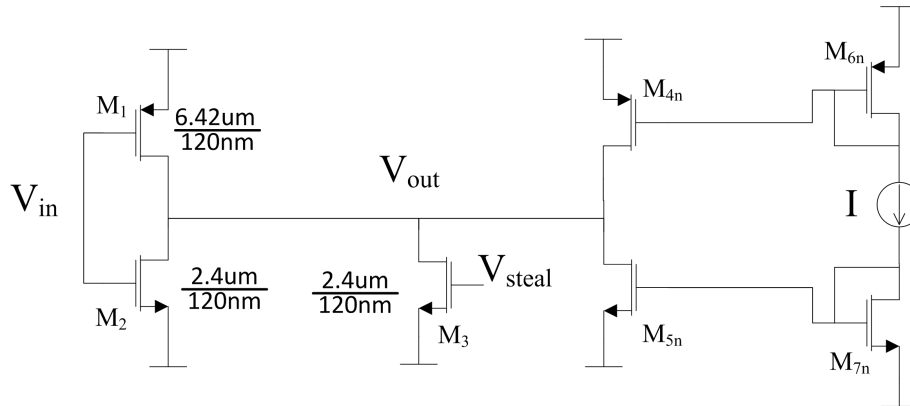 M6n
M1
M4n
6.42um
120nm
Vout
Vin
I
2.4um
120nm
2.4um
120nm
Vsteal
M2
M3
M5n
M7n